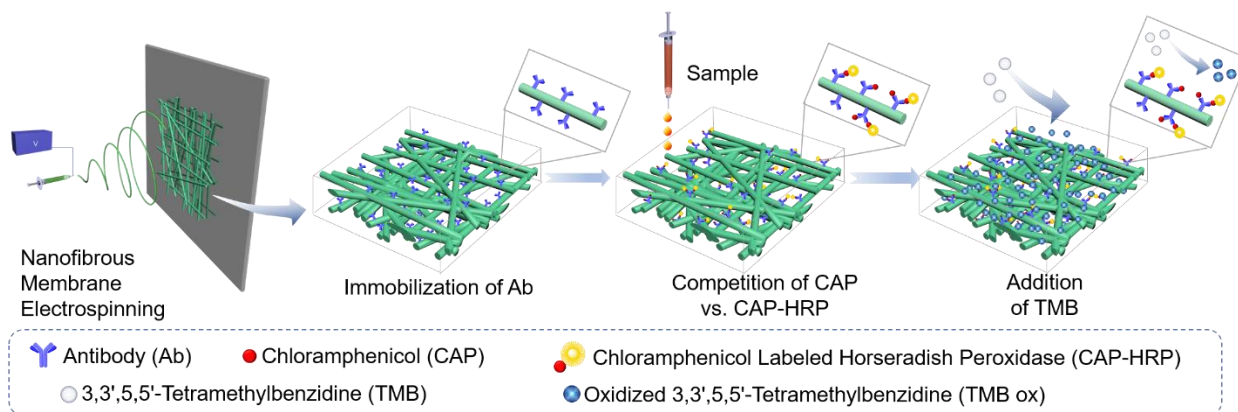 V
Sample
Nanofibrous
Membrane
Electrospinning
Immobilization of Ab
Competition of CAP
vs. CAP-HRP
Addition
of TMB
Antibody (Ab)
Chloramphenicol (CAP)
Chloramphenicol Labeled Horseradish Peroxidase (CAP-HRP)
3,3',5,5'-Tetramethylbenzidine (TMB)
Oxidized 3,3',5,5'-Tetramethylbenzidine (TMB ox)